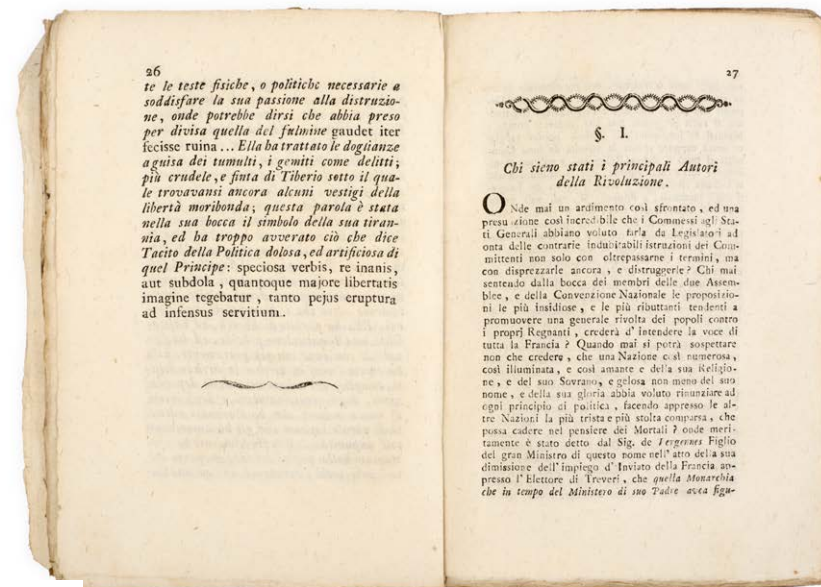 26
te le teste fisiche, o politiche necessarie a
soddisfare la sua passione alla distruzio-
ne, onde potrebbe dirsi che abbia preso
per divisa quella del fulmine gaudet iter
fecisse ruina ... Ella ha trattato le doglianze
a guisa dei tumulti, i gemiti come delitti;
più crudele, e finta di Tiberio sotto il qua-
le trovavansi ancora alcuni vestigi della
libertà moribonda; questa parola è stata
nella sua bocca il simbolo della sua tiran-
nia, ed ha troppo avverato ciò che dice
Tacito della Politica dolosa, ed artificiosa di
quel Principe: speciosa verbis, re inanis,
aut subdola, quantoque majore libertatis
imagine tegebatur, tanto pejus eruptura
ad infensus servitium.
27
§. I.
Chi sieno stati i principali Autori
della Rivoluzione.
ONde mai un ardimento così sfrontato, ed una
presunzione così incredibile che i Commessi agli Sta-
ti Generali abbiano voluto farla da Legislatori ad
onta delle contrarie indubitabili istruzioni dei Com-
mittenti non solo con oltrepassarne i termini, ma
con disprezzarle ancora, e distruggerle? Chi mai
sentendo dalla bocca dei membri delle due Assem-
blee, e della Convenzione Nazionale le proposizio-
ni le più insidiose, e le più ributtanti tendenti a
promuovere una generale rivolta dei popoli contro
i proprj Regnanti, crederà d' intendere la voce di
tutta la Francia? Quando mai si potrà sospettare
non che credere, che una Nazione così numerosa,
così illuminata, e così amante e della sua Religio-
ne, e del suo Sovrano, e gelosa non meno del suo
nome, e della sua gloria abbia voluto rinunziare ad
ogni principio di politica, facendo appresso le al-
tre Nazioni la più trista e più stolta comparsa, che
possa cadere nel pensiere dei Mortali? onde meri-
tamente è stato detto dal Sig. de Vergennes Figlio
del gran Ministro di questo nome nell' atto della sua
dimissione dell' impiego d' Inviato della Francia ap-
presso l' Elettore di Treveri, che quella Monarchia
che in tempo del Ministero di suo Padre avea figu-